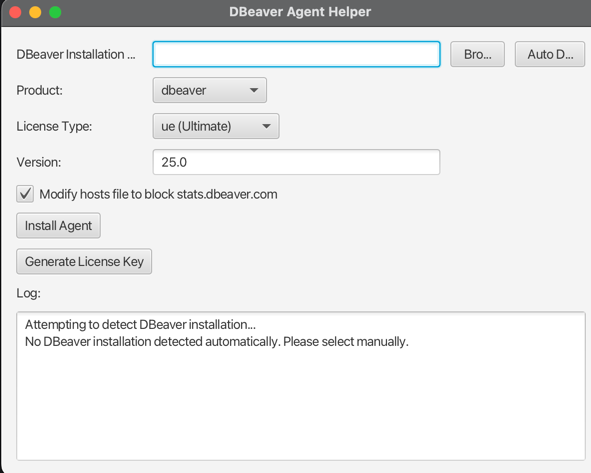 DBeaver Agent Helper
DBeaver Installation ... Bro... Auto D...
Product: dbeaver
License Type: ue (Ultimate)
Version: 25.0
Modify hosts file to block stats.dbeaver.com
Install Agent
Generate License Key
Log:
Attempting to detect DBeaver installation...
No DBeaver installation detected automatically. Please select manually.